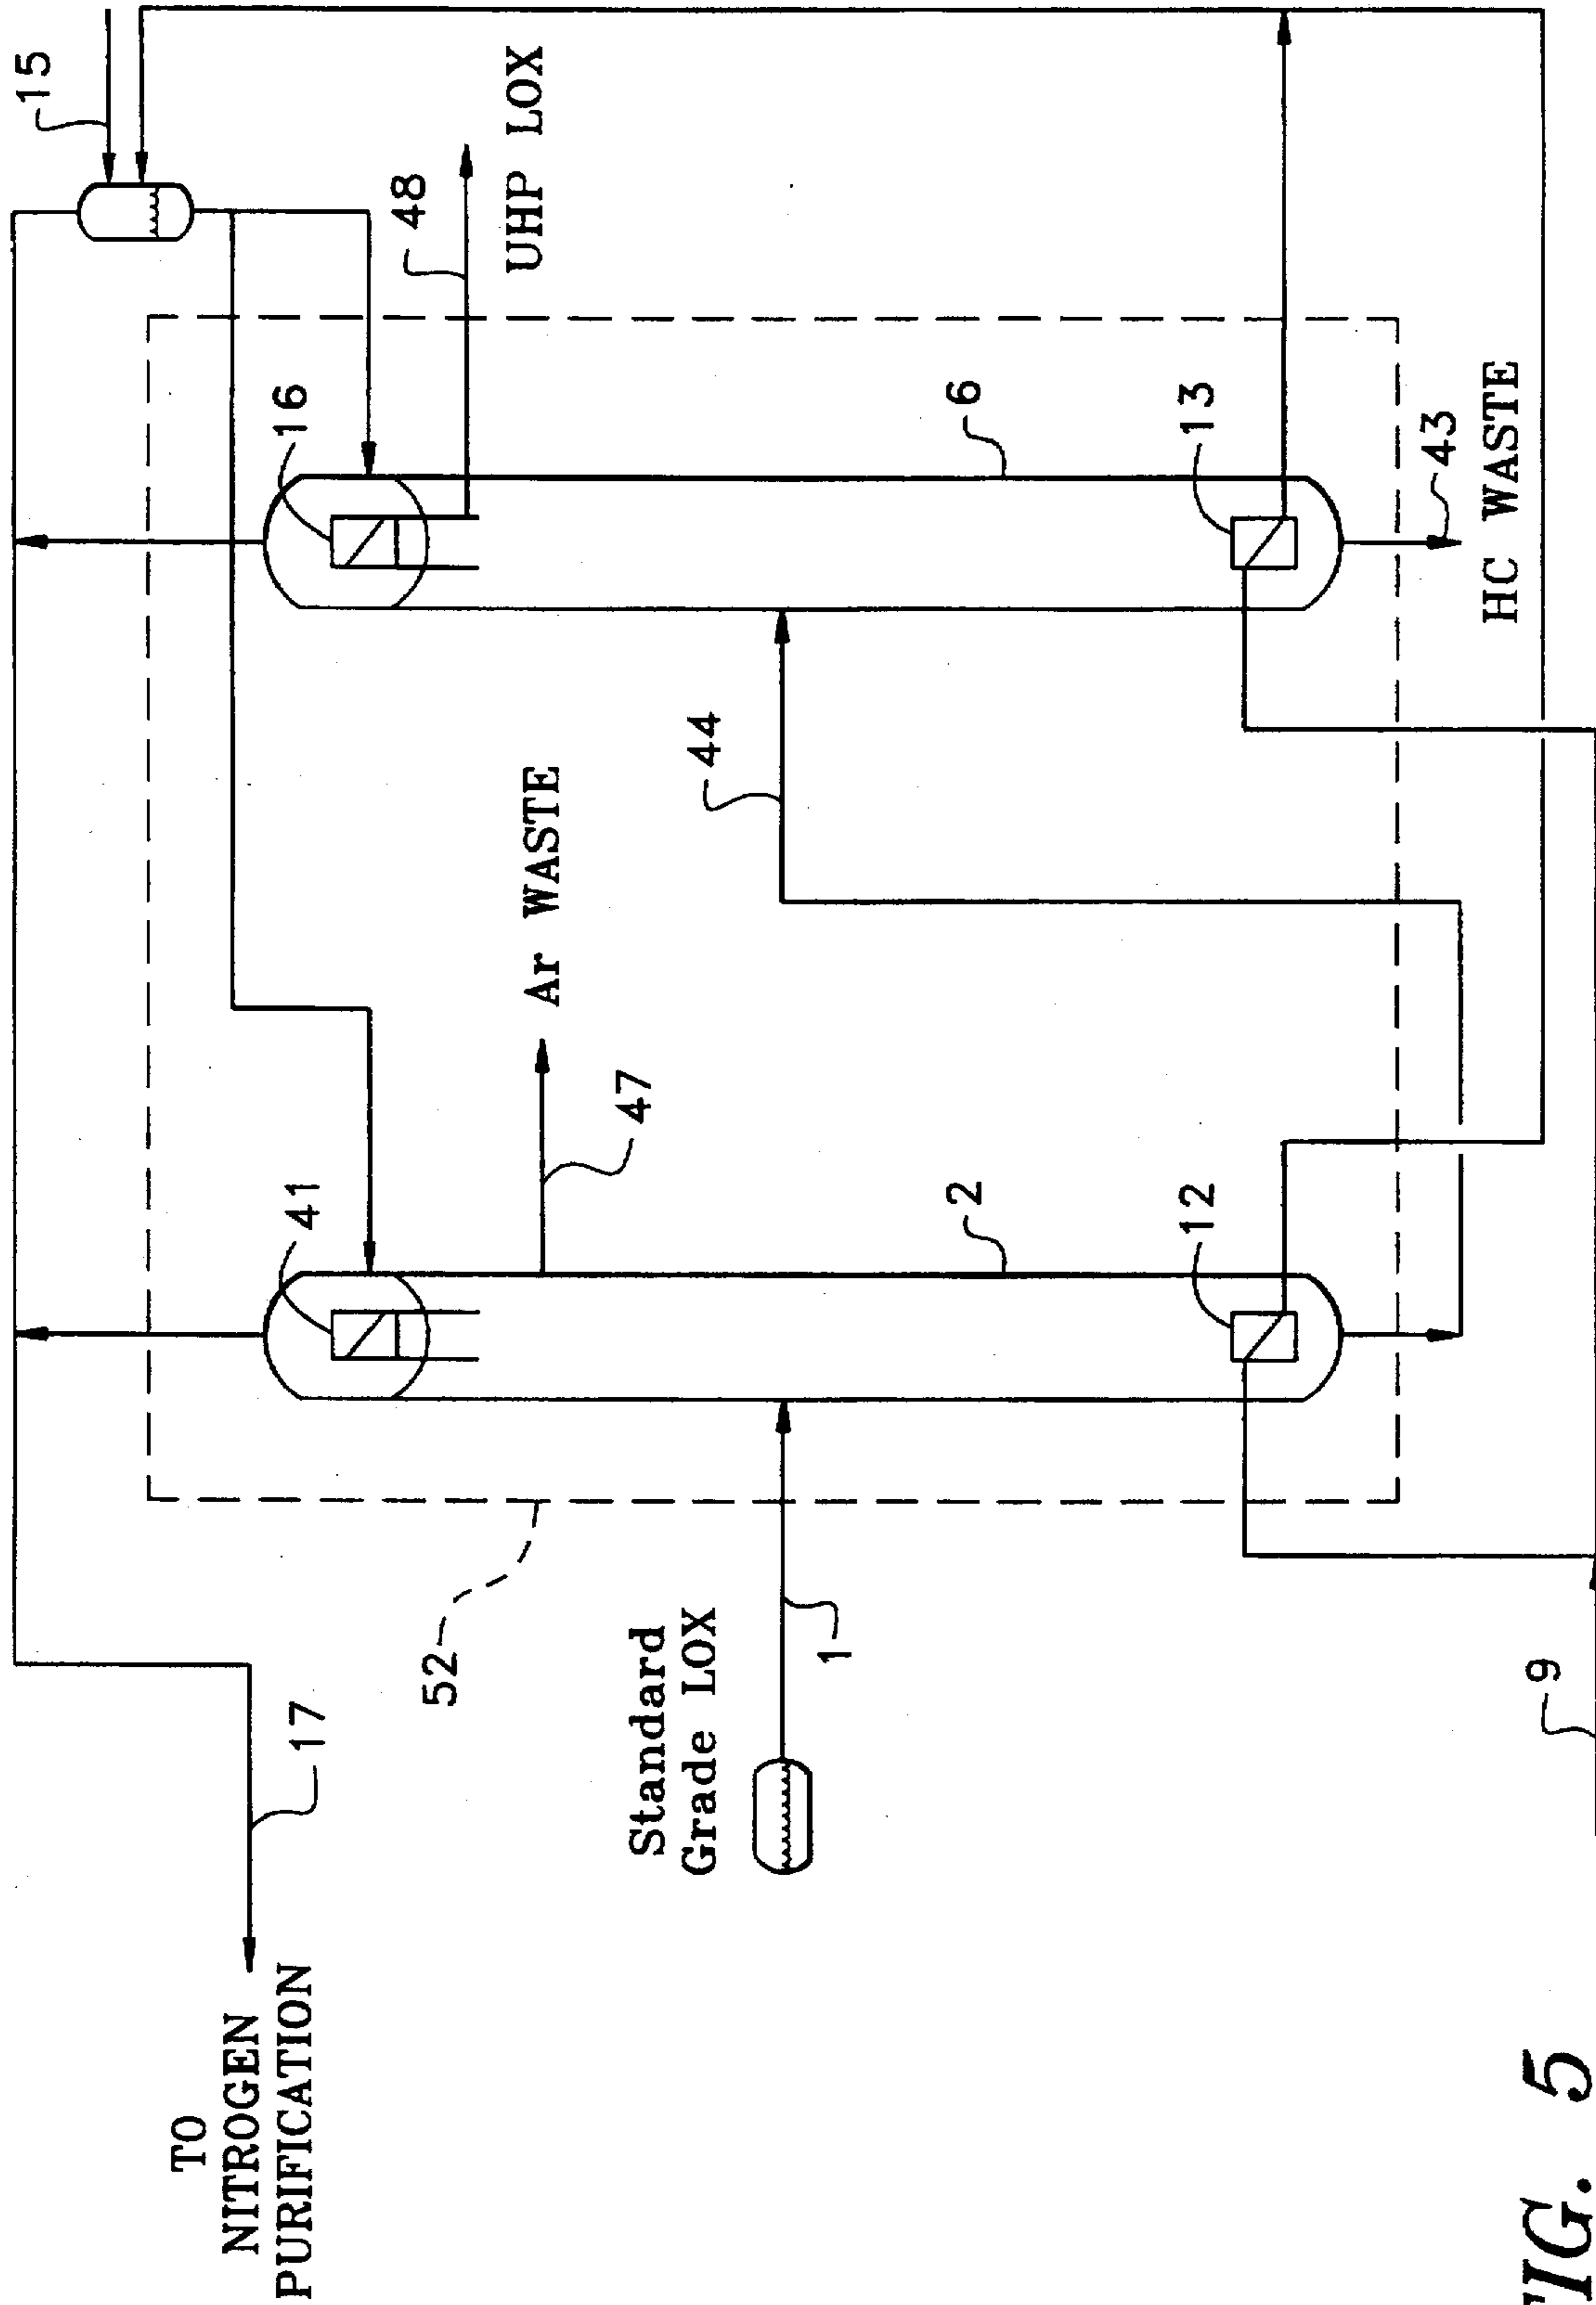 15
48
UHP LOX
16
6
13
43
HC WASTE
44
Ar WASTE
41
47
2
12
52
Standard
Grade LOX
1
9
17
TO
NITROGEN
PURIFICATION
FIG. 5